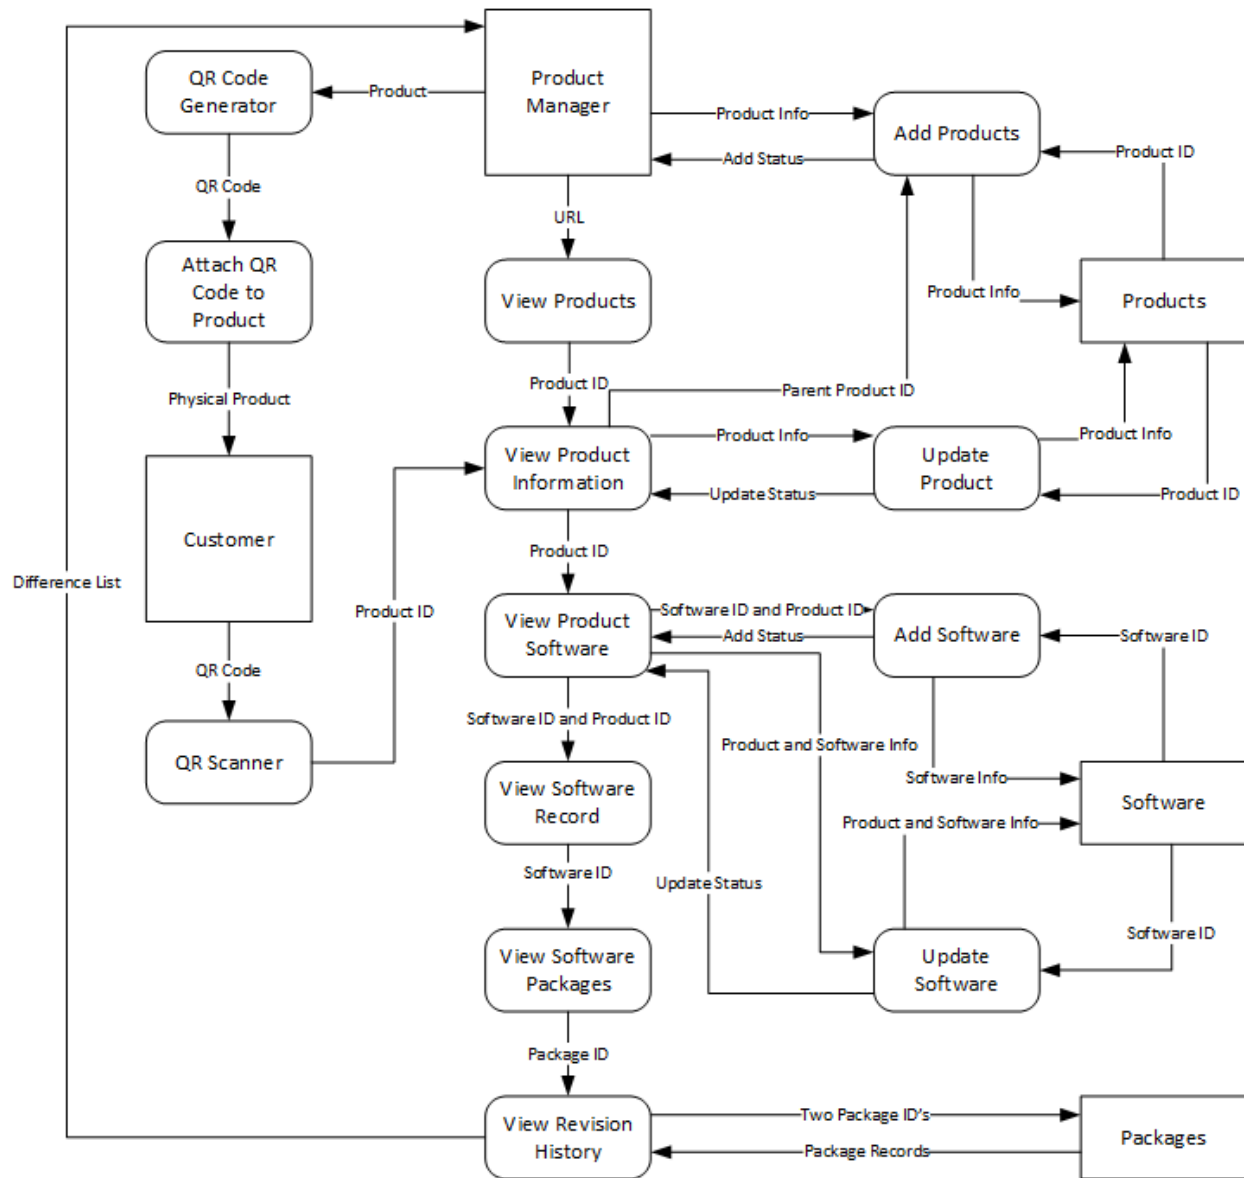 Product
Manager
QR Code
Generator
Product
Product Info
Add Products
Add Status
Product ID
QR Code
URL
Attach QR
Code to
Product
View Products
Product Info
Products
Product ID
Parent Product ID
Physical Product
View Product
Information
Product Info
Update
Product
Product Info
Update Status
Product ID
Customer
Product ID
Difference List
Product ID
View Product
Software
Software ID and Product ID
Add Status
Add Software
Software ID
QR Code
Software ID and Product ID
Product and Software Info
QR Scanner
Software Info
View Software
Record
Software
Product and Software Info
Software ID
Update Status
Software ID
View Software
Packages
Update
Software
Package ID
View Revision
History
Two Package ID's
Package Records
Packages